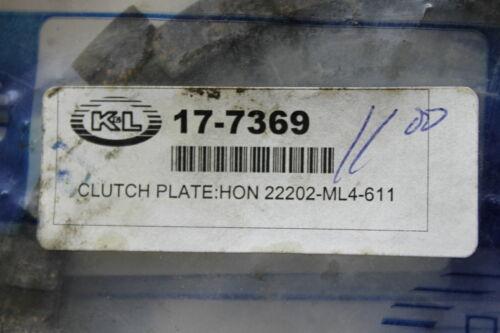 K&L 17-7369
11 00
CLUTCH PLATE:HON 22202-ML4-611